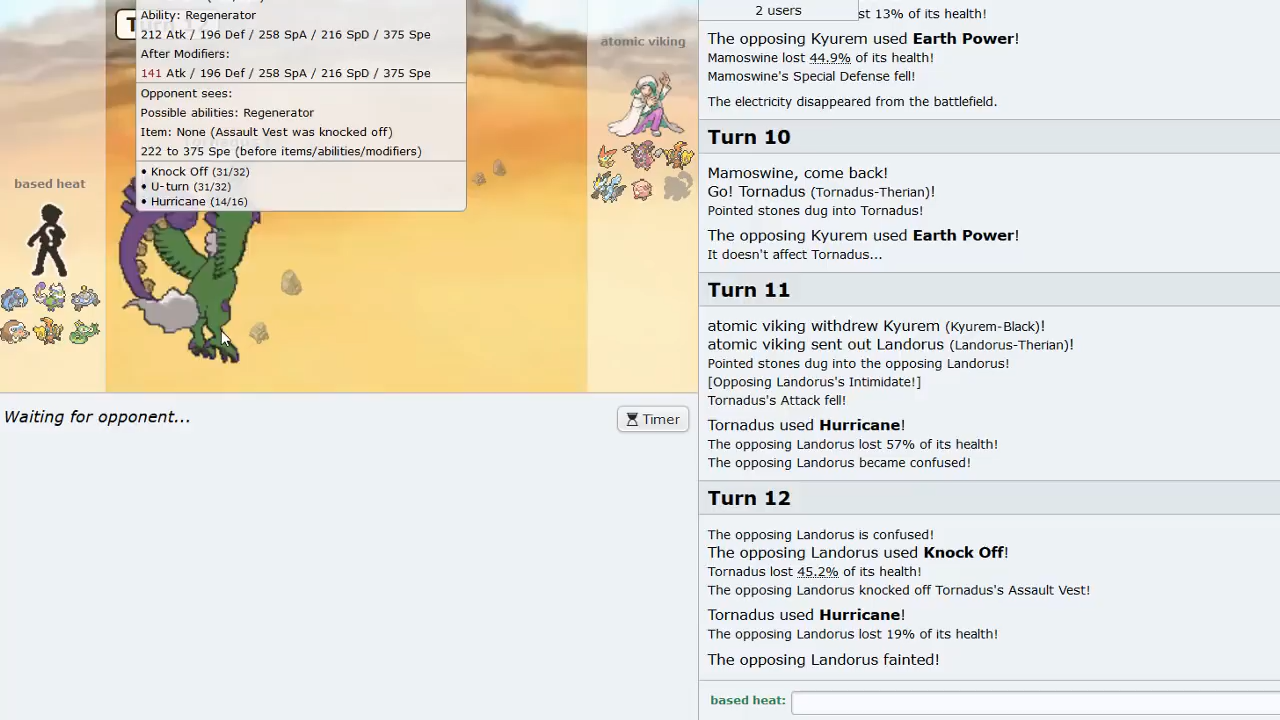 Ability: Regenerator
212 Atk / 196 Def / 258 SpA / 216 SpD / 375 Spe
After Modifiers:
141 Atk / 196 Def / 258 SpA / 216 SpD / 375 Spe
Opponent sees:
Possible abilities: Regenerator
Item: None (Assault Vest was knocked off)
222 to 375 Spe (before items/abilities/modifiers)
• Knock Off (31/32)
• U-turn (31/32)
• Hurricane (14/16)
based heat
atomic viking
Waiting for opponent...
Timer
2 users
st 13% of its health!
The opposing Kyurem used Earth Power!
Mamoswine lost 44.9% of its health!
Mamoswine's Special Defense fell!
The electricity disappeared from the battlefield.
Turn 10
Mamoswine, come back!
Go! Tornadus (Tornadus-Therian)!
Pointed stones dug into Tornadus!
The opposing Kyurem used Earth Power!
It doesn't affect Tornadus...
Turn 11
atomic viking withdrew Kyurem (Kyurem-Black)!
atomic viking sent out Landorus (Landorus-Therian)!
Pointed stones dug into the opposing Landorus!
[Opposing Landorus's Intimidate!]
Tornadus's Attack fell!
Tornadus used Hurricane!
The opposing Landorus lost 57% of its health!
The opposing Landorus became confused!
Turn 12
The opposing Landorus is confused!
The opposing Landorus used Knock Off!
Tornadus lost 45.2% of its health!
The opposing Landorus knocked off Tornadus's Assault Vest!
Tornadus used Hurricane!
The opposing Landorus lost 19% of its health!
The opposing Landorus fainted!
based heat: